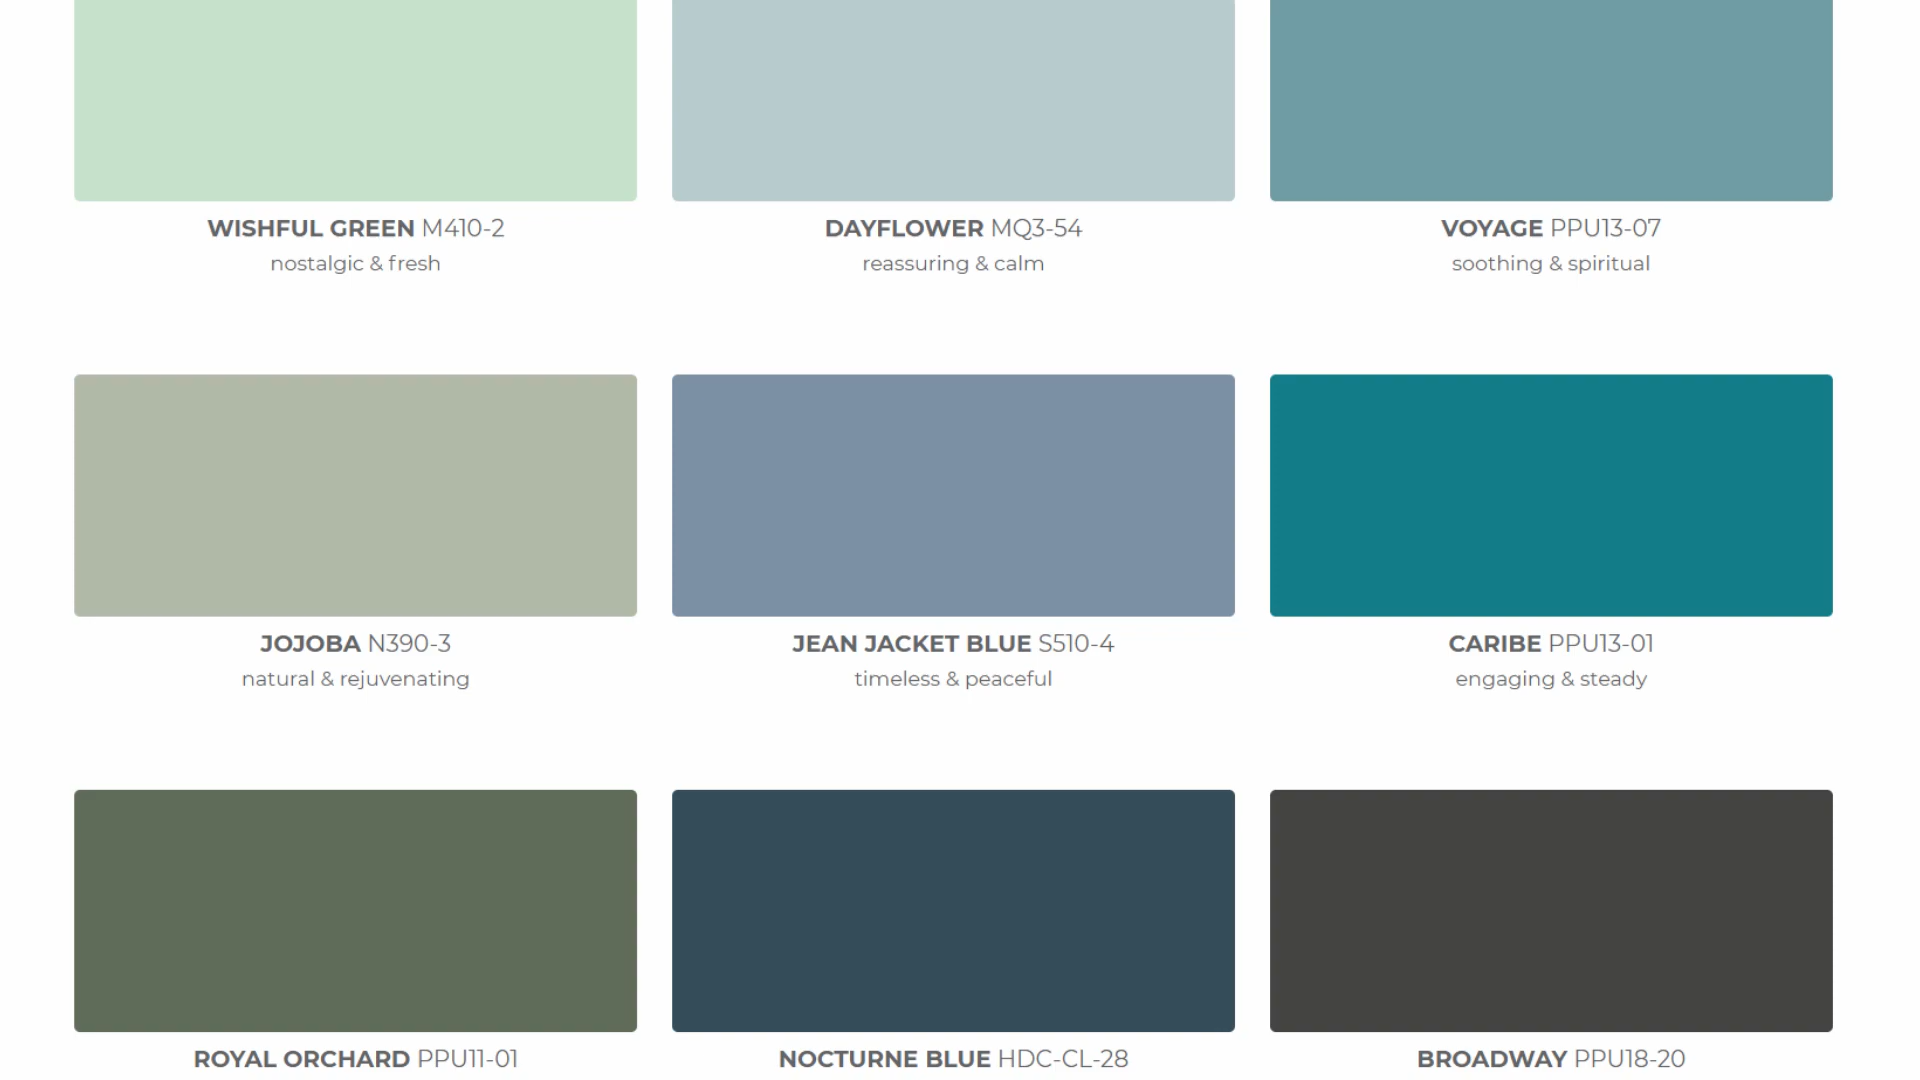 WISHFUL GREEN M410-2
nostalgic & fresh
DAYFLOWER MQ3-54
reassuring & calm
VOYAGE PPU13-07
soothing & spiritual
JOJOBA N390-3
natural & rejuvenating
JEAN JACKET BLUE S510-4
timeless & peaceful
CARIBE PPU13-01
engaging & steady
ROYAL ORCHARD PPU11-01
NOCTURNE BLUE HDC-CL-28
BROADWAY PPU18-20